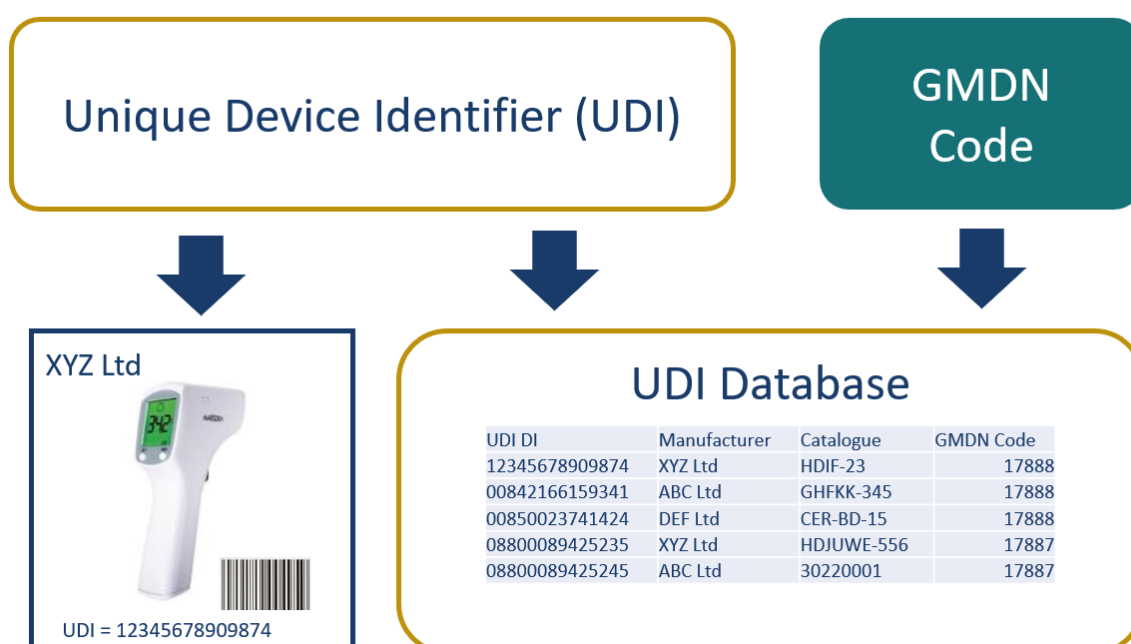 Unique Device Identifier (UDI)
GMDN
Code
XYZ Ltd
34.2
UDI = 12345678909874
UDI Database
UDI DI Manufacturer Catalogue GMDN Code
12345678909874 XYZ Ltd HDIF-23 17888
00842166159341 ABC Ltd GHFKK-345 17888
00850023741424 DEF Ltd CER-BD-15 17888
08800089425235 XYZ Ltd HDJUWE-556 17887
08800089425245 ABC Ltd 30220001 17887